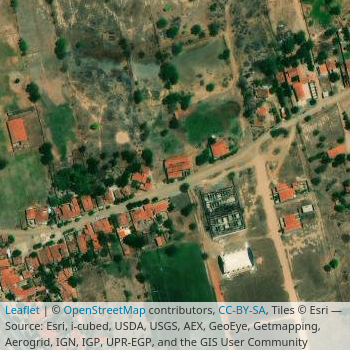 Leaflet | © OpenStreetMap contributors, CC-BY-SA, Tiles © Esri —
Source: Esri, i-cubed, USDA, USGS, AEX, GeoEye, Getmapping,
Aerogrid, IGN, IGP, UPR-EGP, and the GIS User Community